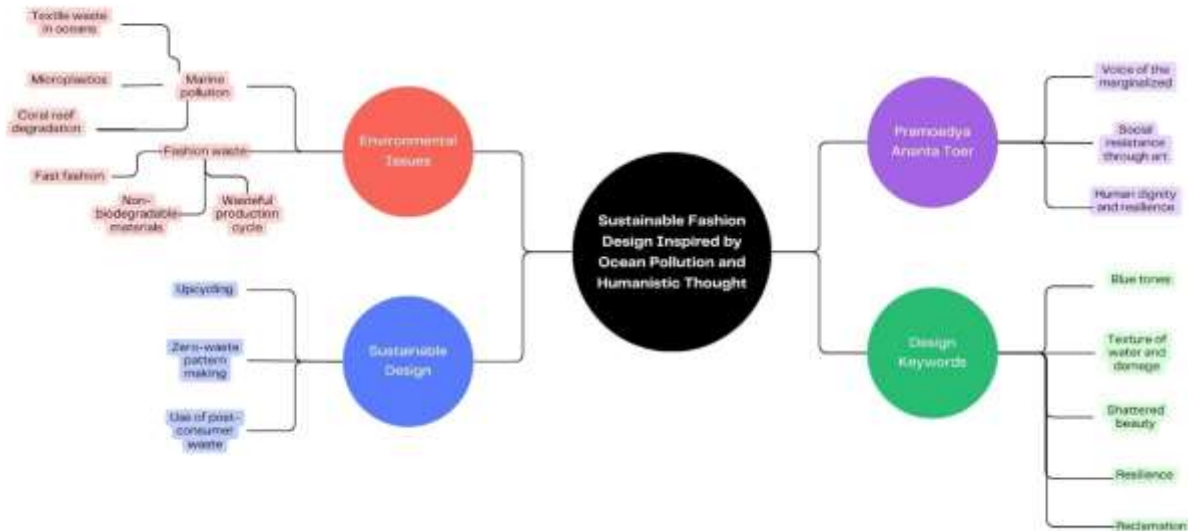 Textile waste
in oceans
Microplastics
Marine
pollution
Coral reef
degradation
Fashion waste
Fast fashion
Non-
biodegradable
materials
Wasteful
production
cycle
Environmental
Issues
Upcycling
Zero-waste
pattern
making
Use of post-
consumer
waste
Sustainable
Design
Sustainable Fashion
Design Inspired by
Ocean Pollution and
Humanistic Thought
Pramoedya
Ananta Toer
Voice of the
marginalized
Social
resistance
through art
Human dignity
and resilience
Design
Keywords
Blue tones
Texture of
water and
damage
Shattered
beauty
Resilience
Reclamation